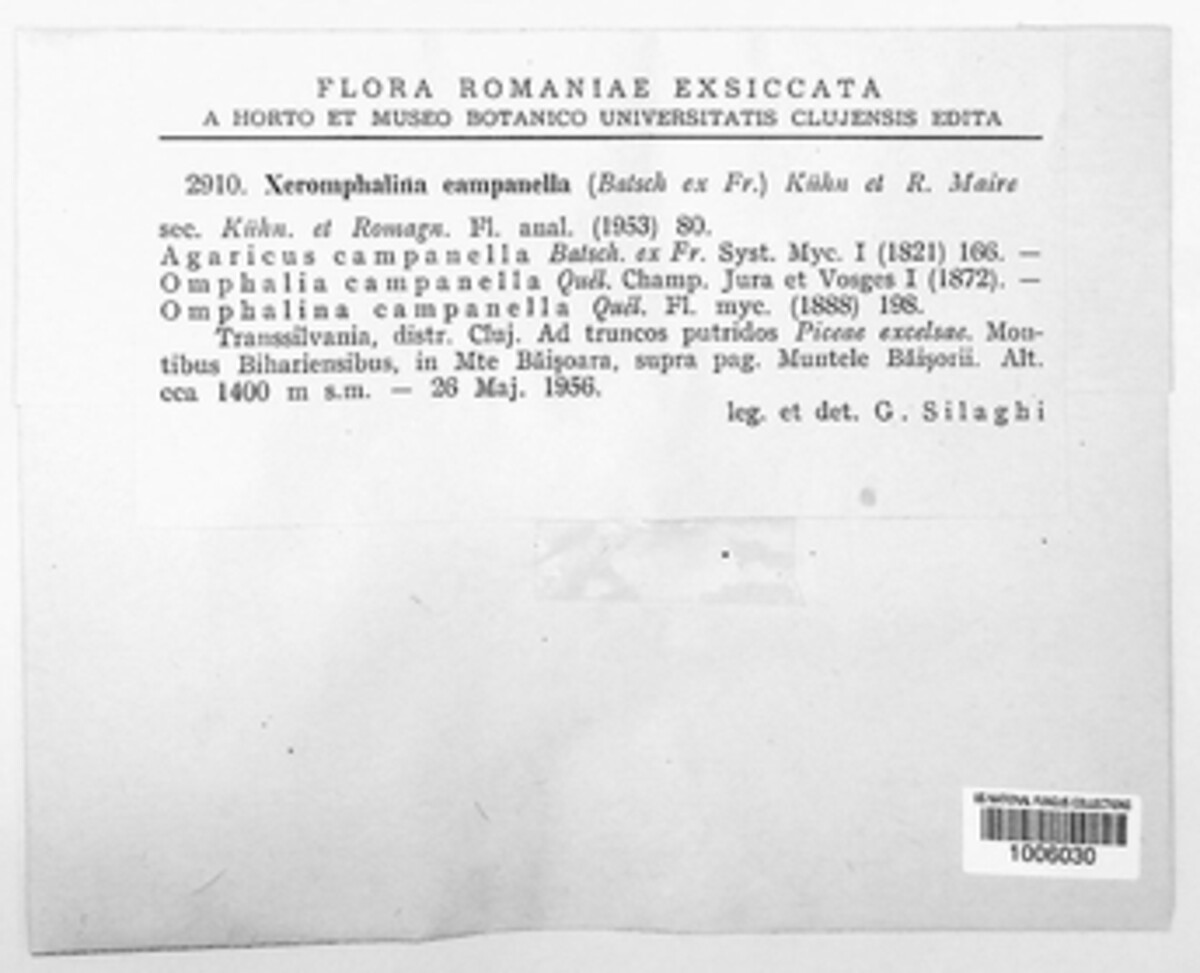 FLORA ROMANIAE EXSICCATA
A HORTO ET MUSEO BOTANICO UNIVERSITATIS CLUJENSIS EDITA
2910. Xeromphalina campanella (Batsch ex Fr.) Kühn et R. Maire
sec. Kühn. et Romagn. Fl. anal. (1953) 80.
Agaricus campanella Batsch. ex Fr. Syst. Myc. I (1821) 166. —
Omphalia campanella Quél. Champ. Jura et Vosges I (1872). —
Omphalina campanella Quél. Fl. myc. (1888) 198.
Transsilvania, distr. Cluj. Ad truncos putridos Piceae excelsae. Mon-
tibus Bihariensibus, in Mte Băişoara, supra pag. Muntele Băişorii. Alt.
cca 1400 m s.m. — 26 Maj. 1956.
leg. et det. G. Silaghi
US NATIONAL FUNGUS COLLECTIONS
1006030